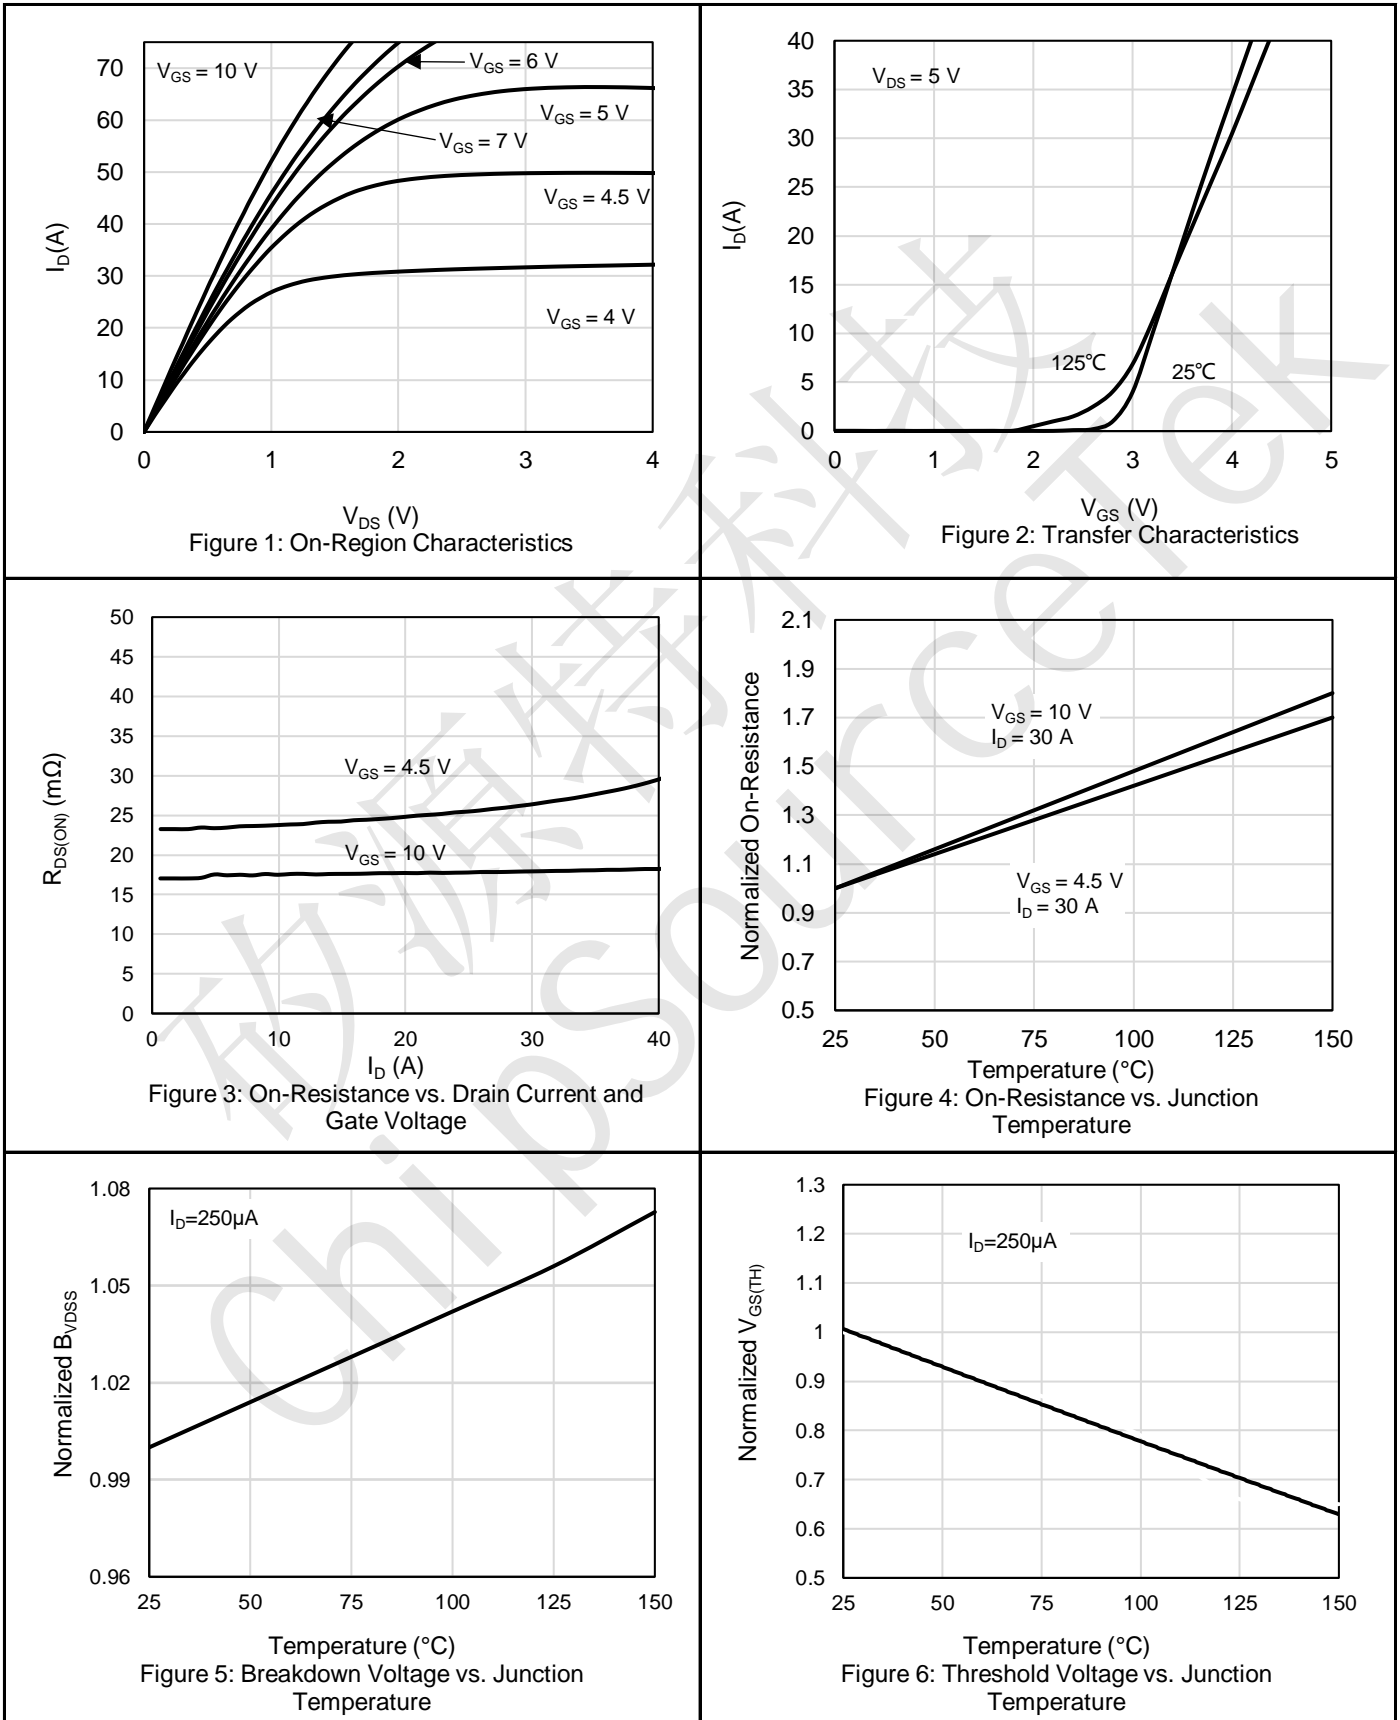 70
60
50
40
30
20
10
0
I_D(A)
V_GS = 10 V
V_GS = 6 V
V_GS = 5 V
V_GS = 7 V
V_GS = 4.5 V
V_GS = 4 V
0 1 2 3 4
V_DS (V)
Figure 1: On-Region Characteristics
40
35
30
25
20
15
10
5
0
I_D(A)
V_DS = 5 V
125℃
25℃
0 1 2 3 4 5
V_GS (V)
Figure 2: Transfer Characteristics
50
45
40
35
30
25
20
15
10
5
0
R_DS(ON) (mΩ)
V_GS = 4.5 V
V_GS = 10 V
0 10 20 30 40
I_D (A)
Figure 3: On-Resistance vs. Drain Current and
Gate Voltage
2.1
1.9
1.7
1.5
1.3
1.1
0.9
0.7
0.5
Normalized On-Resistance
V_GS = 10 V
I_D = 30 A
V_GS = 4.5 V
I_D = 30 A
25 50 75 100 125 150
Temperature (°C)
Figure 4: On-Resistance vs. Junction
Temperature
1.08
1.05
1.02
0.99
0.96
Normalized B_VDSS
I_D=250μA
25 50 75 100 125 150
Temperature (°C)
Figure 5: Breakdown Voltage vs. Junction
Temperature
1.3
1.2
1.1
1
0.9
0.8
0.7
0.6
0.5
Normalized V_GS(TH)
I_D=250μA
25 50 75 100 125 150
Temperature (°C)
Figure 6: Threshold Voltage vs. Junction
Temperature
矽源特科技
ChipSourceTek